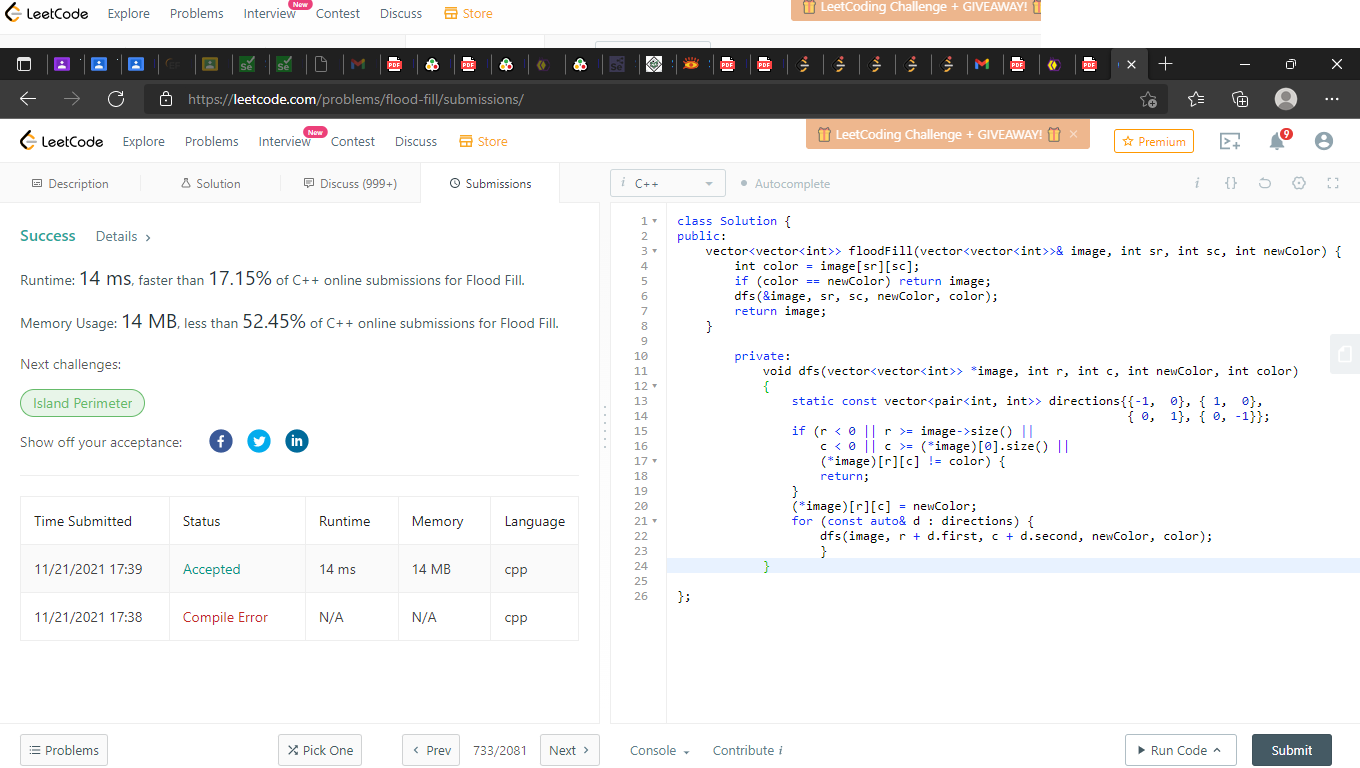 LeetCode Explore Problems Interview New Contest Discuss Store LeetCoding Challenge + GIVEAWAY!
https://leetcode.com/problems/flood-fill/submissions/
LeetCode Explore Problems Interview New Contest Discuss Store LeetCoding Challenge + GIVEAWAY! × Premium 9
Description Solution Discuss (999+) Submissions
i C++ Autocomplete
Success Details >
Runtime: 14 ms, faster than 17.15% of C++ online submissions for Flood Fill.
Memory Usage: 14 MB, less than 52.45% of C++ online submissions for Flood Fill.
Next challenges:
Island Perimeter
Show off your acceptance:
Time Submitted Status Runtime Memory Language
11/21/2021 17:39 Accepted 14 ms 14 MB cpp
11/21/2021 17:38 Compile Error N/A N/A cpp
1 class Solution {
2 public:
3 vector<vector<int>> floodFill(vector<vector<int>>& image, int sr, int sc, int newColor) {
4 int color = image[sr][sc];
5 if (color == newColor) return image;
6 dfs(&image, sr, sc, newColor, color);
7 return image;
8 }
9
10 private:
11 void dfs(vector<vector<int>> *image, int r, int c, int newColor, int color)
12 {
13 static const vector<pair<int, int>> directions{{-1, 0}, { 1, 0},
14 { 0, 1}, { 0, -1}};
15 if (r < 0 || r >= image->size() ||
16 c < 0 || c >= (*image)[0].size() ||
17 (*image)[r][c] != color) {
18 return;
19 }
20 (*image)[r][c] = newColor;
21 for (const auto& d : directions) {
22 dfs(image, r + d.first, c + d.second, newColor, color);
23 }
24 }
25
26 };
Problems Pick One < Prev 733/2081 Next > Console Contribute i Run Code Submit